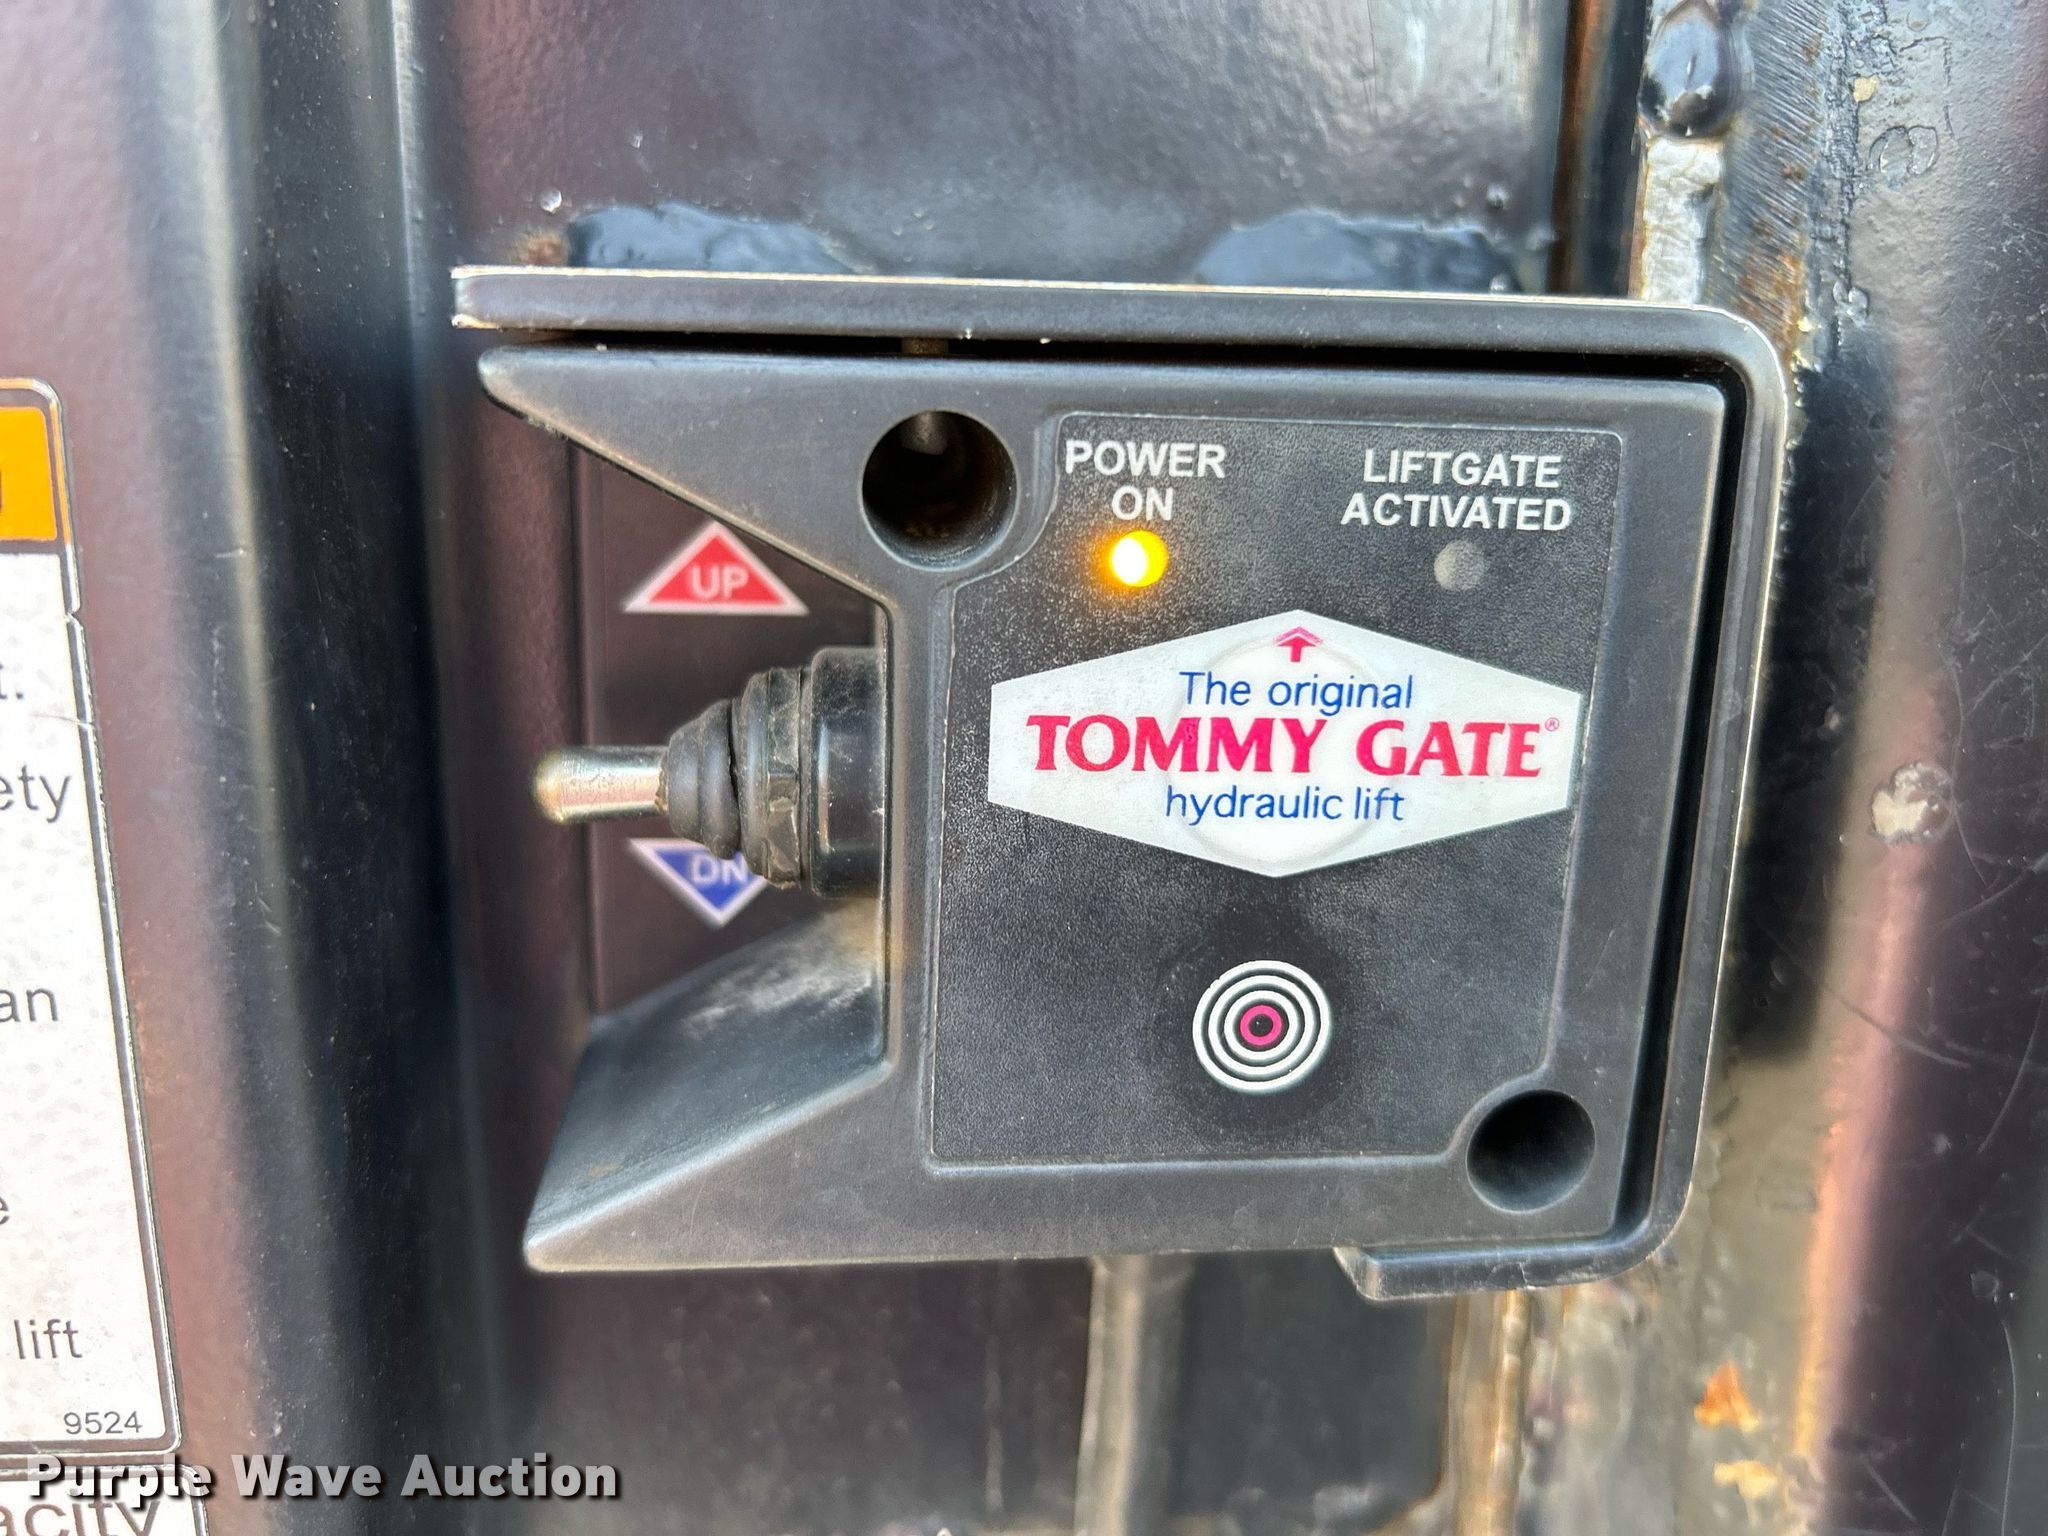 POWER
ON
LIFTGATE
ACTIVATED
UP
The original
TOMMY GATE®
hydraulic lift
DN
t.
ety
an
e
lift
9524
acity
Purple Wave Auction